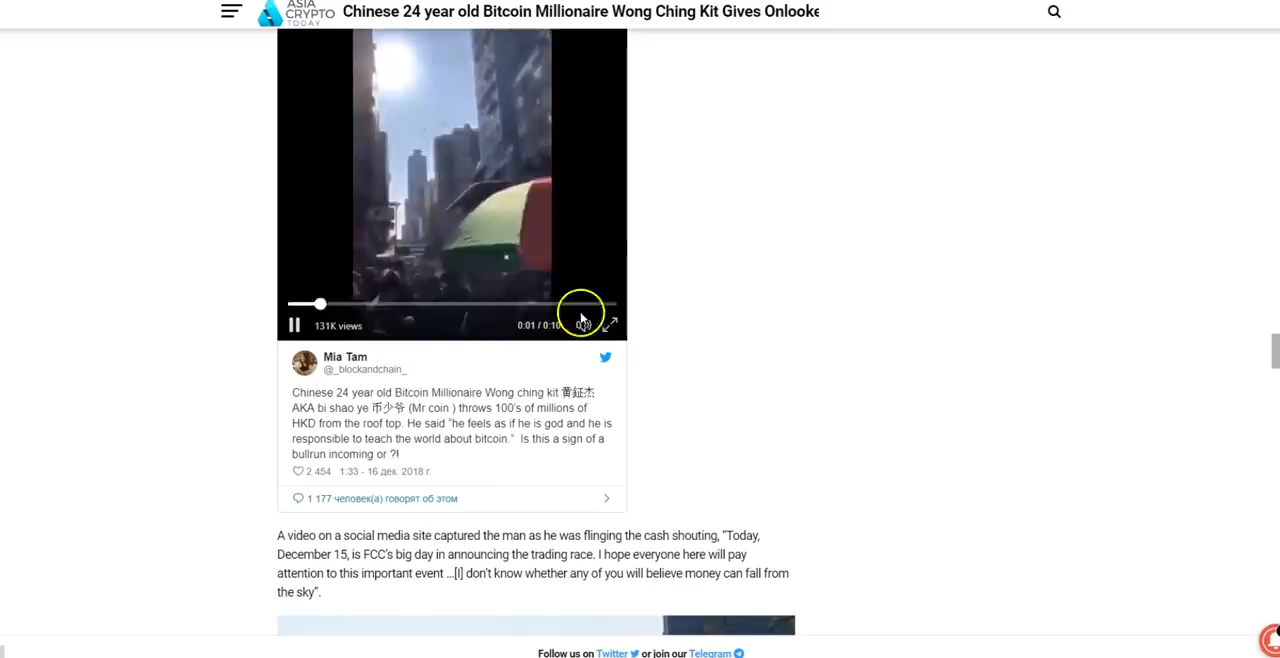 ASIA
CRYPTO
TODAY
Chinese 24 year old Bitcoin Millionaire Wong Ching Kit Gives Onlooke
131K views
0:01 / 0:10
Mia Tam
@_blockandchain_
Chinese 24 year old Bitcoin Millionaire Wong ching kit 黄鉦杰
AKA bi shao ye 币少爷 (Mr coin ) throws 100's of millions of
HKD from the roof top. He said "he feels as if he is god and he is
responsible to teach the world about bitcoin." Is this a sign of a
bullrun incoming or ?!
2 454 1:33 - 16 дек. 2018 г.
1 177 человек(а) говорят об этом
A video on a social media site captured the man as he was flinging the cash shouting, "Today,
December 15, is FCC's big day in announcing the trading race. I hope everyone here will pay
attention to this important event ...[I] don't know whether any of you will believe money can fall from
the sky".
Follow us on Twitter or join our Telegram